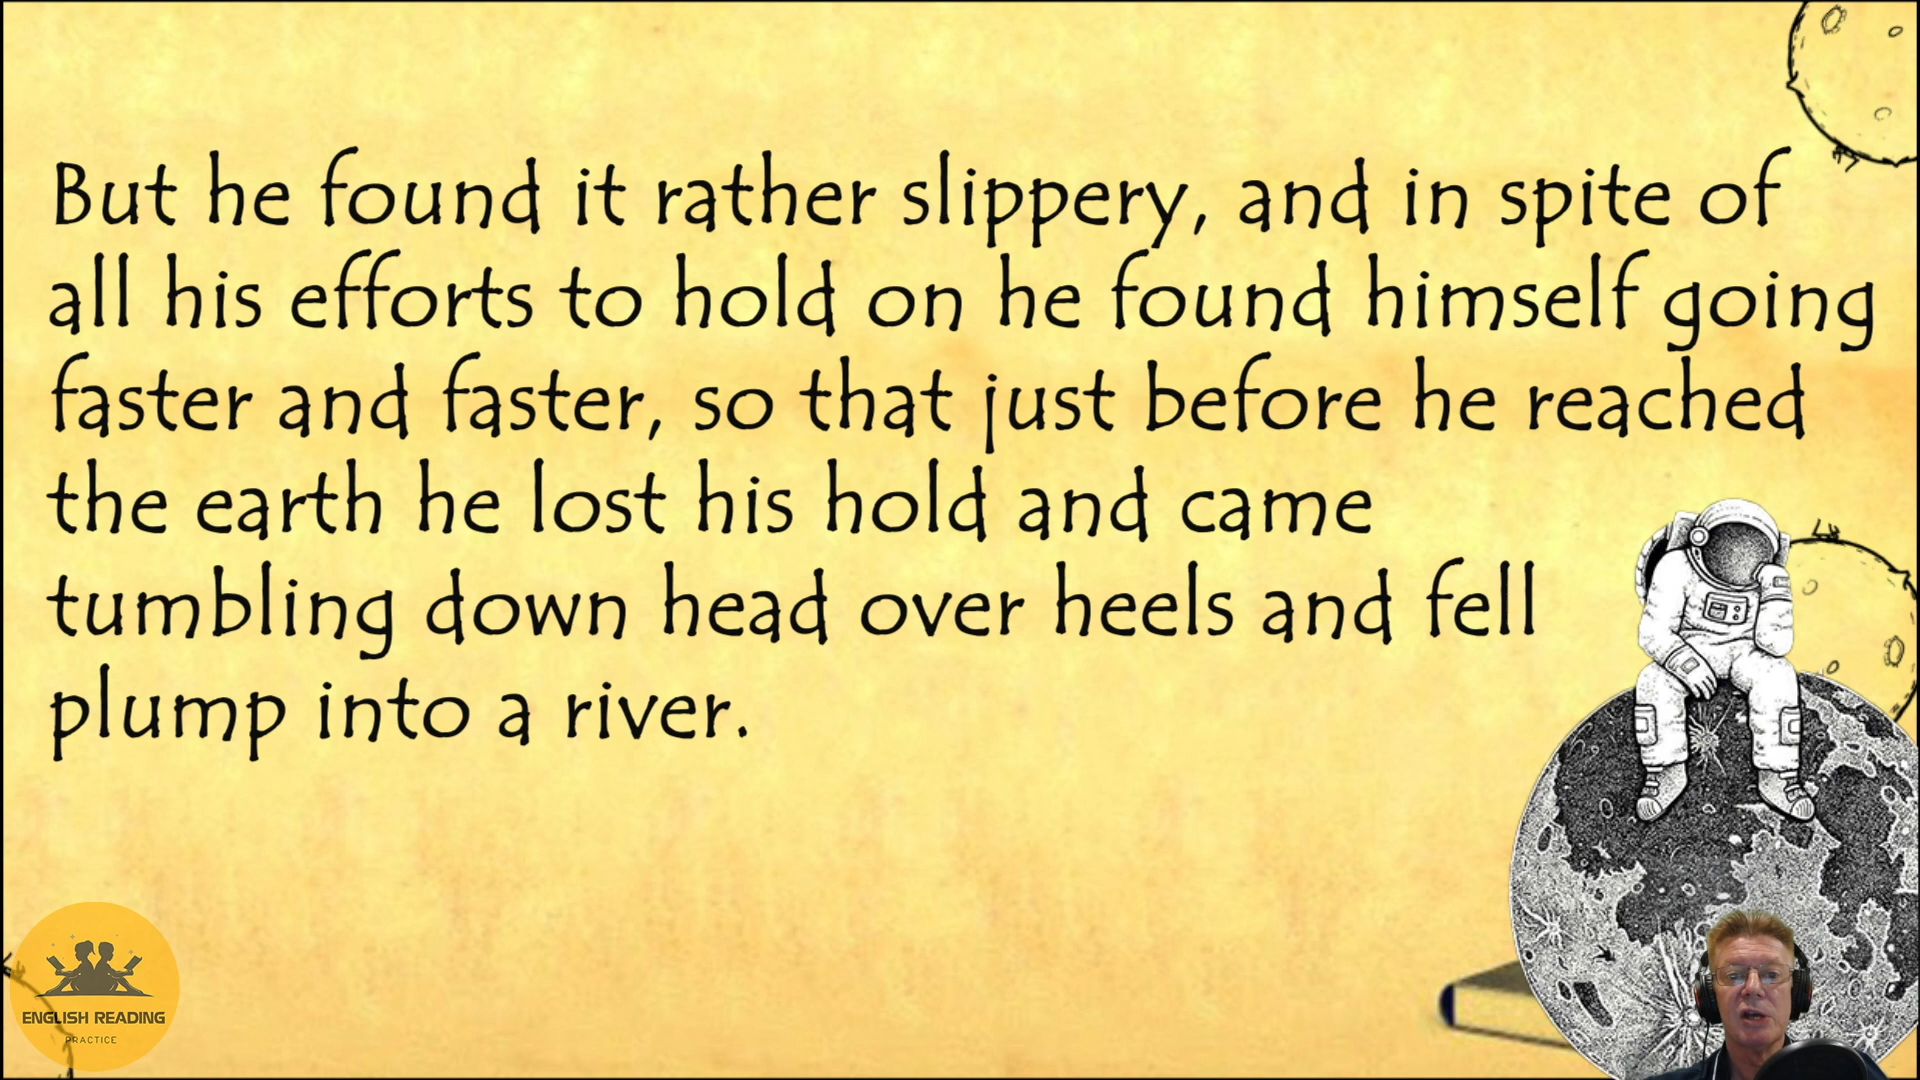 But he found it rather slippery, and in spite of
all his efforts to hold on he found himself going
faster and faster, so that just before he reached
the earth he lost his hold and came
tumbling down head over heels and fell
plump into a river.
ENGLISH READING
PRACTICE